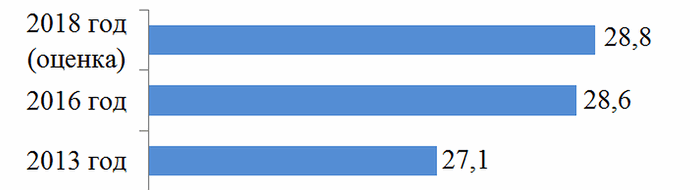 2018 год
(оценка)
28,8
2016 год
28,6
2013 год
27,1